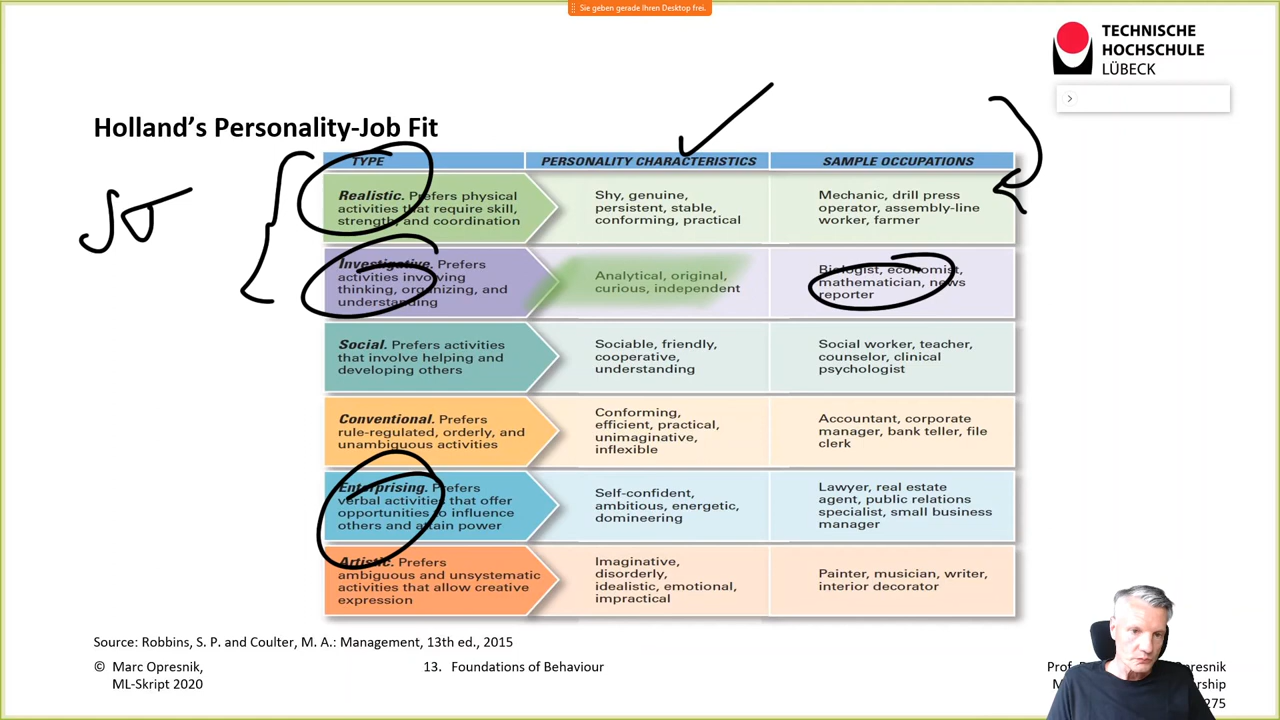 Sie geben gerade Ihren Desktop frei.
TECHNISCHE
HOCHSCHULE
LÜBECK
Holland's Personality-Job Fit
TYPE PERSONALITY CHARACTERISTICS SAMPLE OCCUPATIONS
Realistic. Prefers physical
activities that require skill,
strength, and coordination
Shy, genuine,
persistent, stable,
conforming, practical
Mechanic, drill press
operator, assembly-line
worker, farmer
Investigative. Prefers
activities involving
thinking, organizing, and
understanding
Analytical, original,
curious, independent
Biologist, economist,
mathematician, news
reporter
Social. Prefers activities
that involve helping and
developing others
Sociable, friendly,
cooperative,
understanding
Social worker, teacher,
counselor, clinical
psychologist
Conventional. Prefers
rule-regulated, orderly, and
unambiguous activities
Conforming,
efficient, practical,
unimaginative,
inflexible
Accountant, corporate
manager, bank teller, file
clerk
Enterprising. Prefers
verbal activities that offer
opportunities to influence
others and attain power
Self-confident,
ambitious, energetic,
domineering
Lawyer, real estate
agent, public relations
specialist, small business
manager
Artistic. Prefers
ambiguous and unsystematic
activities that allow creative
expression
Imaginative,
disorderly,
idealistic, emotional,
impractical
Painter, musician, writer,
interior decorator
Source: Robbins, S. P. and Coulter, M. A.: Management, 13th ed., 2015
© Marc Opresnik,
ML-Skript 2020
13. Foundations of Behaviour
Prof. presnik
rship
275